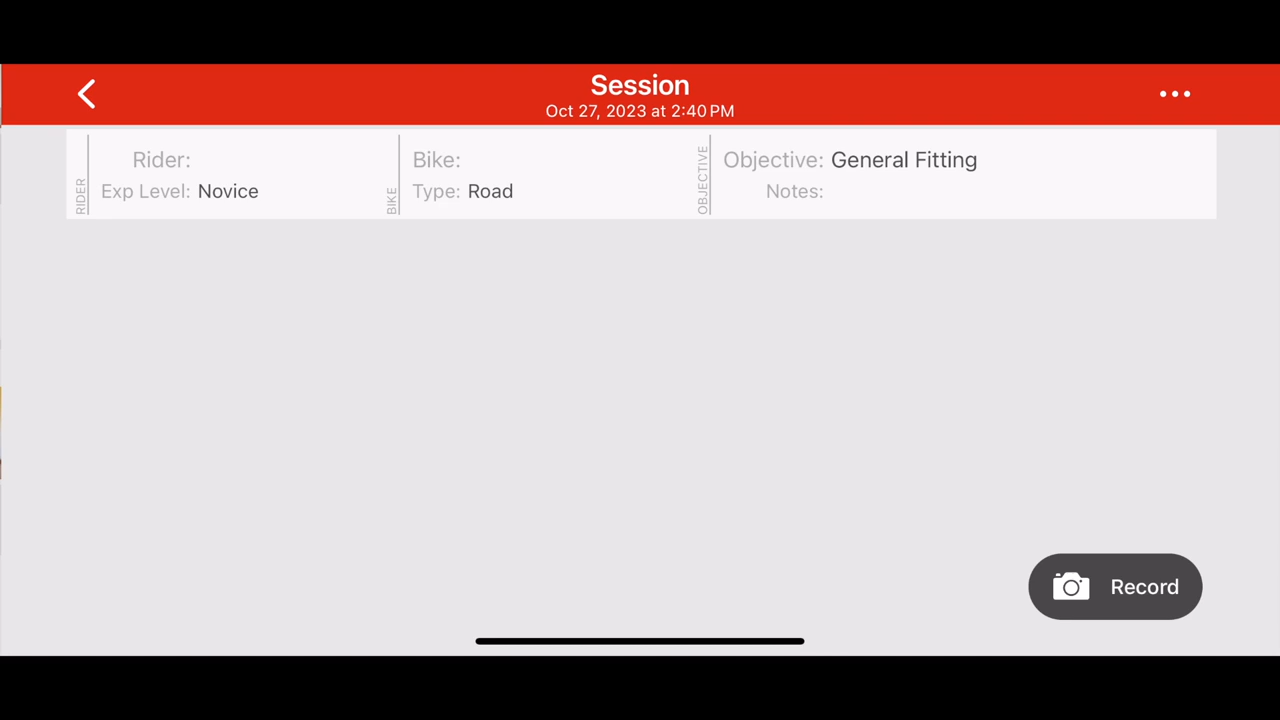 Session
Oct 27, 2023 at 2:40 PM
RIDER
Rider:
Exp Level: Novice
BIKE
Bike:
Type: Road
OBJECTIVE
Objective: General Fitting
Notes:
Record